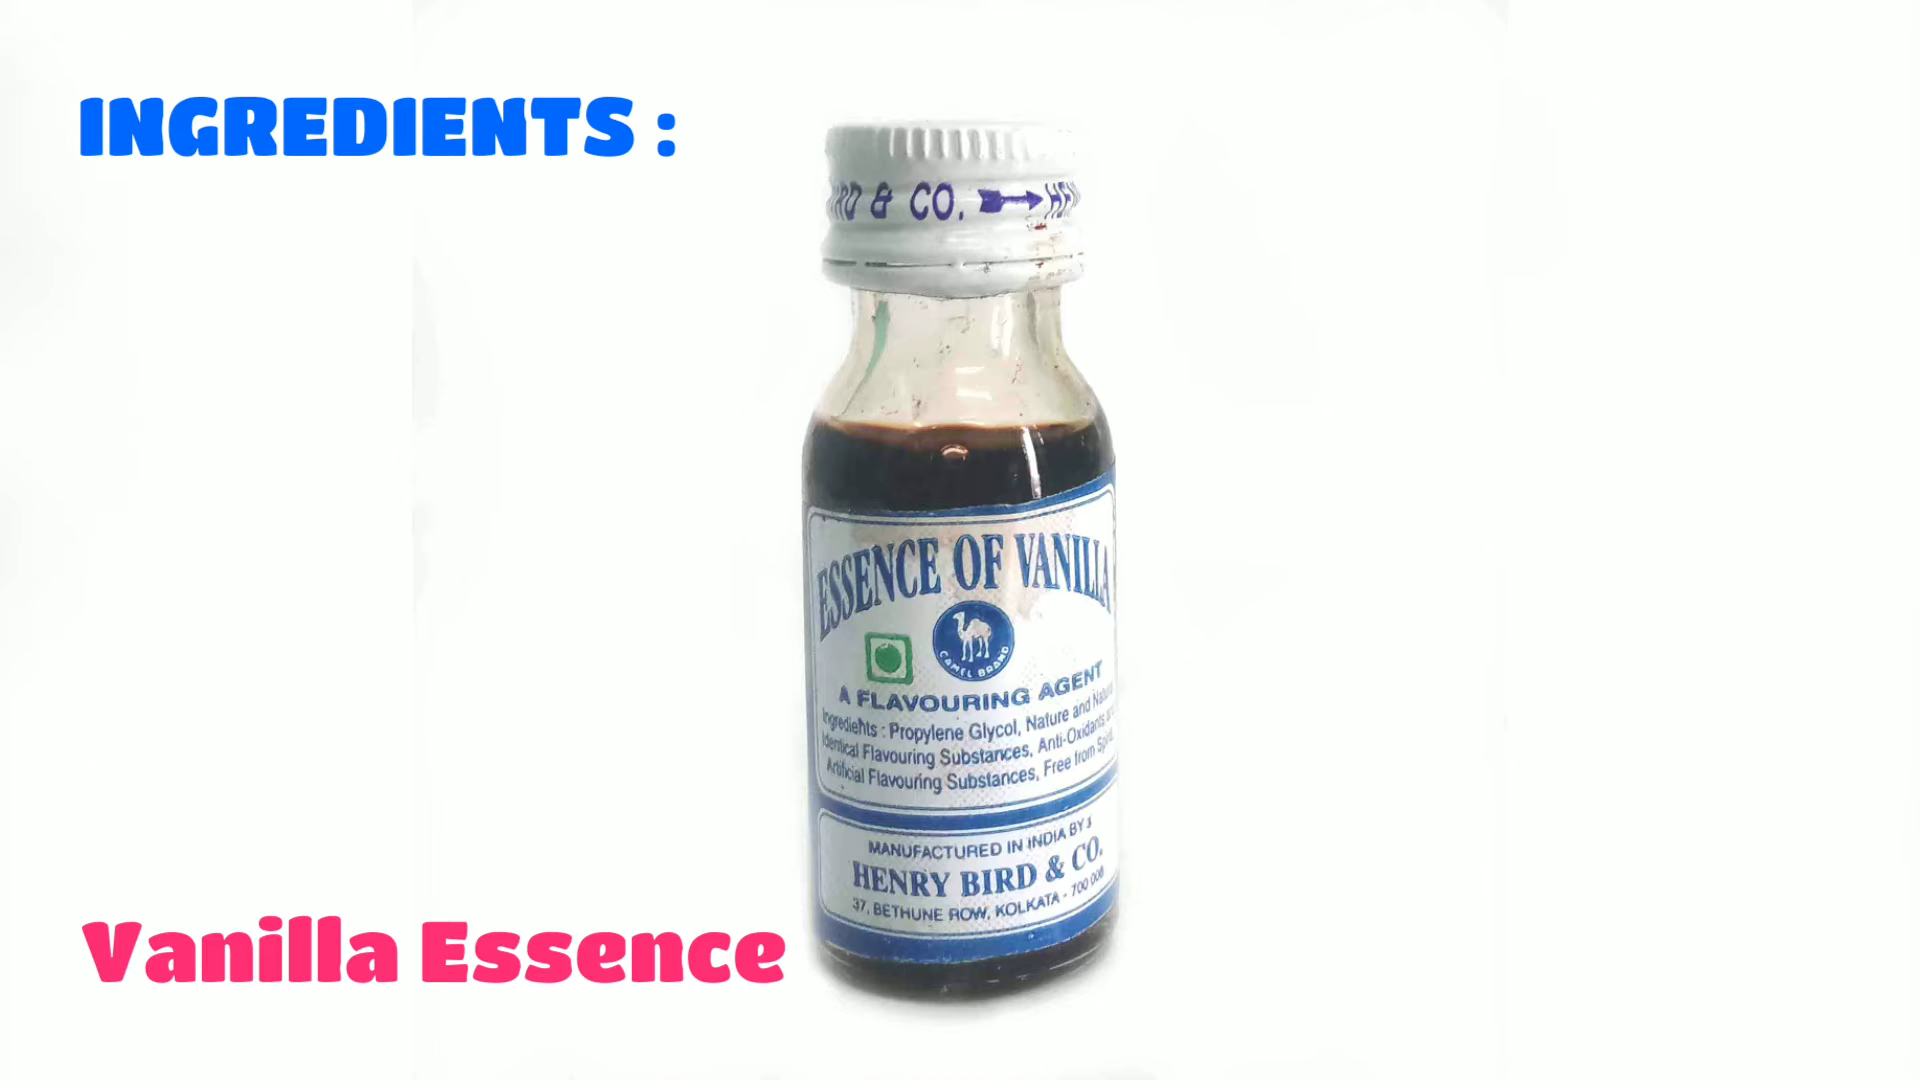 INGREDIENTS :
& CO.
ESSENCE OF VANILLA
CAMEL BRAND
A FLAVOURING AGENT
Ingredients : Propylene Glycol, Nature and
Identical Flavouring Substances, Anti-Oxidants
Artificial Flavouring Substances, Free from
MANUFACTURED IN INDIA BY :
HENRY BIRD & CO.
37, BETHUNE ROW, KOLKATA - 700 006
Vanilla Essence